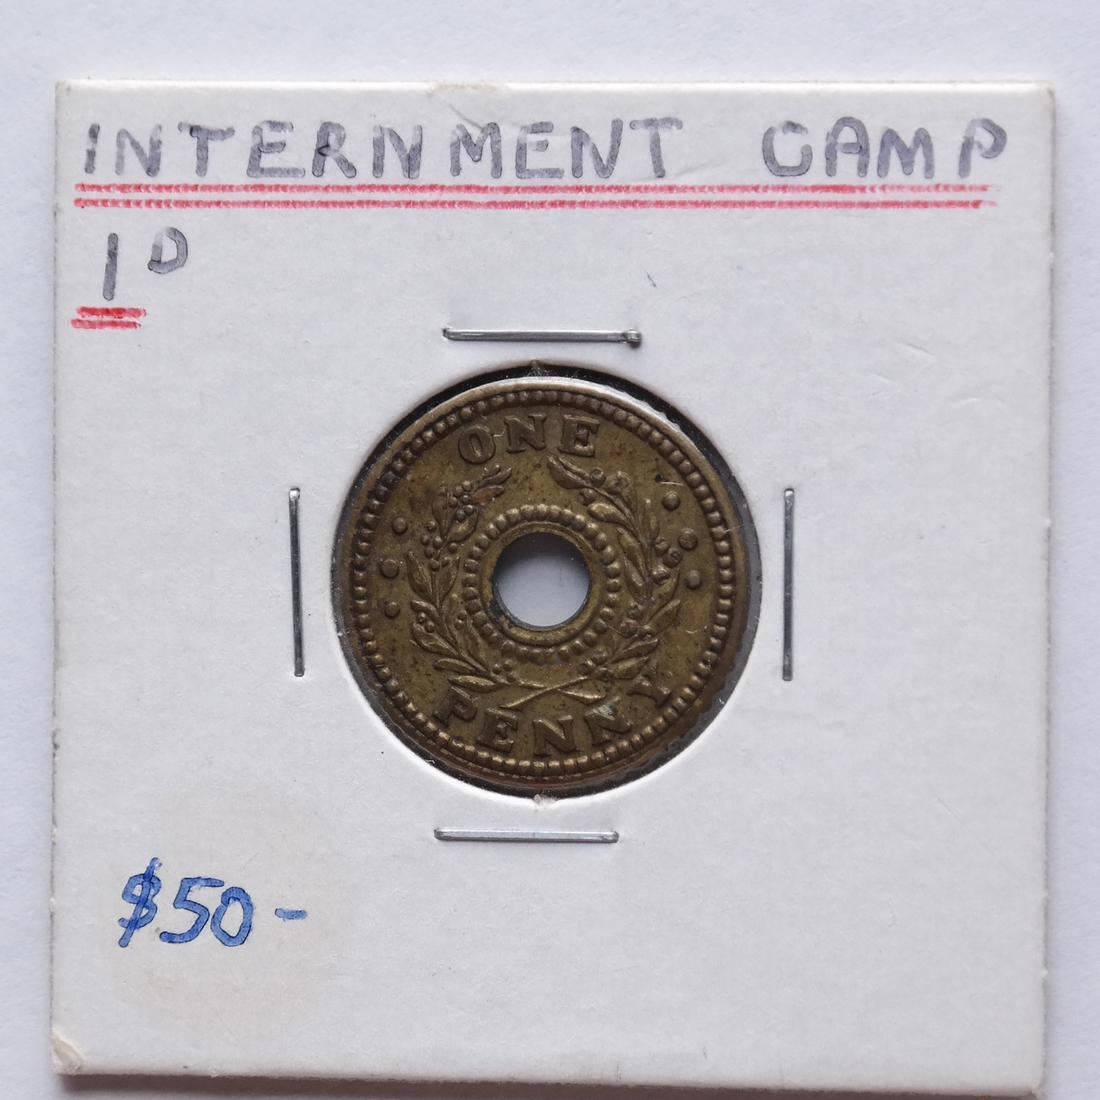 INTERNMENT CAMP
1D
ONE
PENNY
$50-